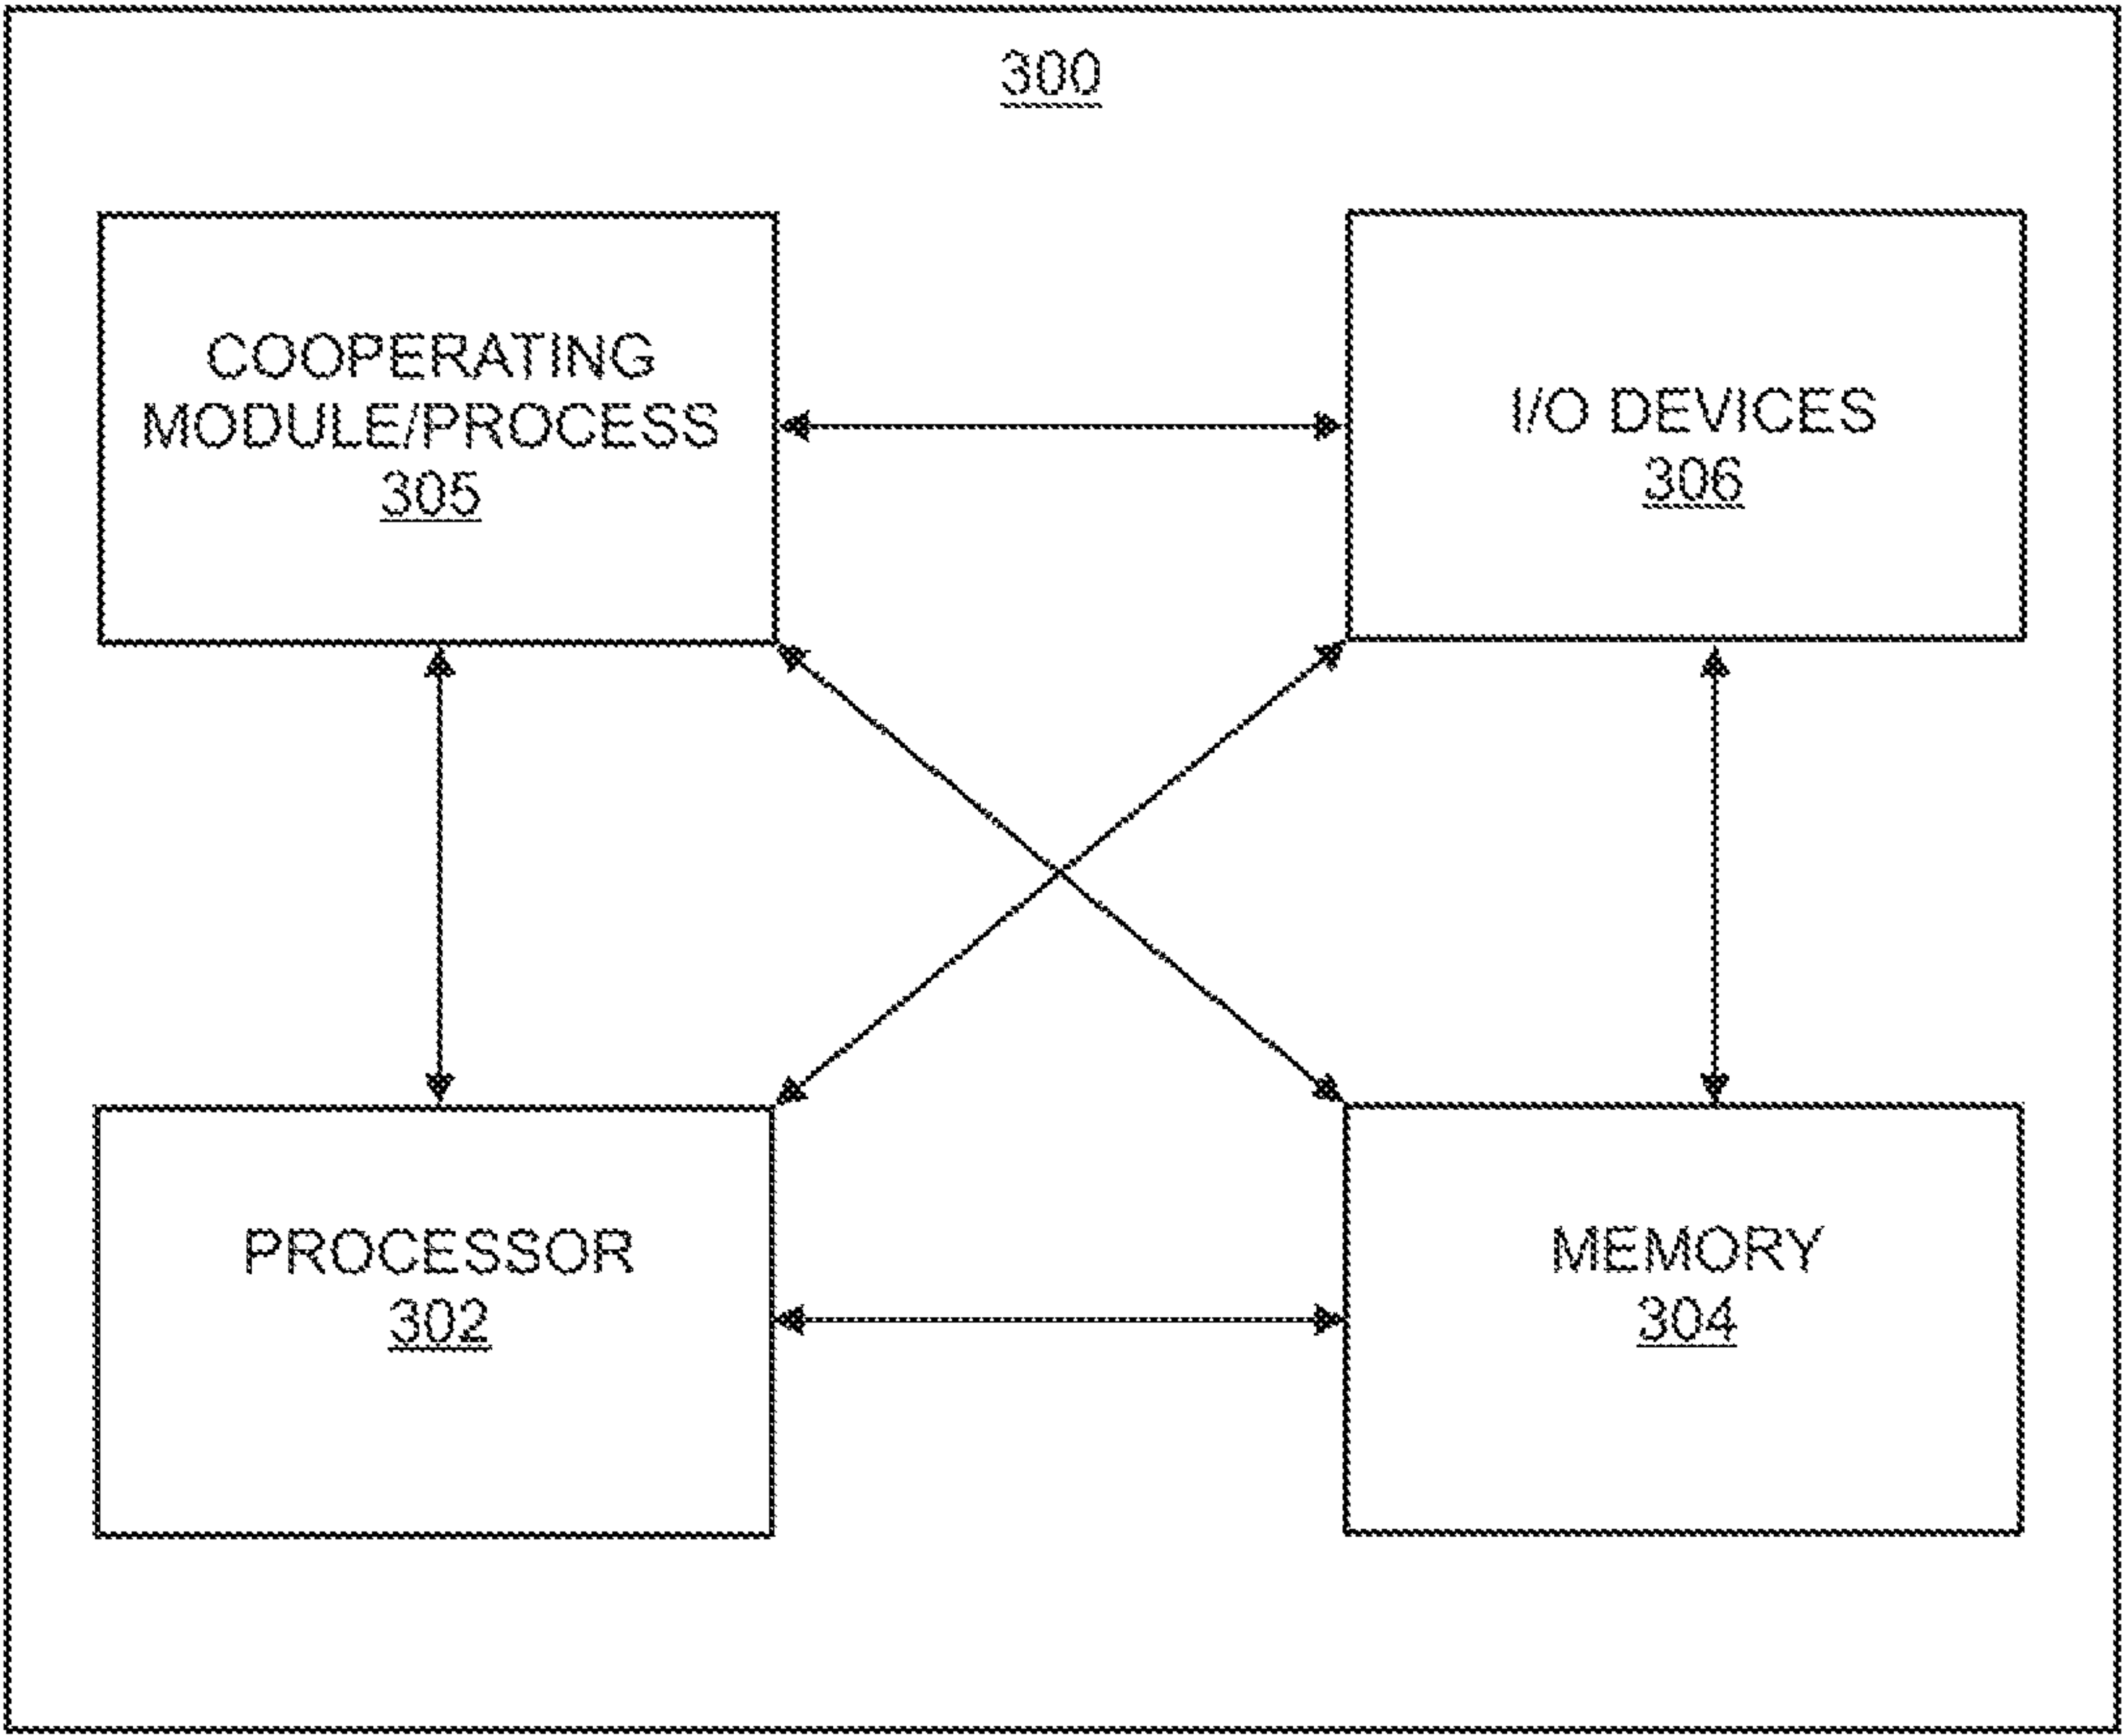 300
COOPERATING
MODULE/PROCESS
305
I/O DEVICES
306
PROCESSOR
302
MEMORY
304